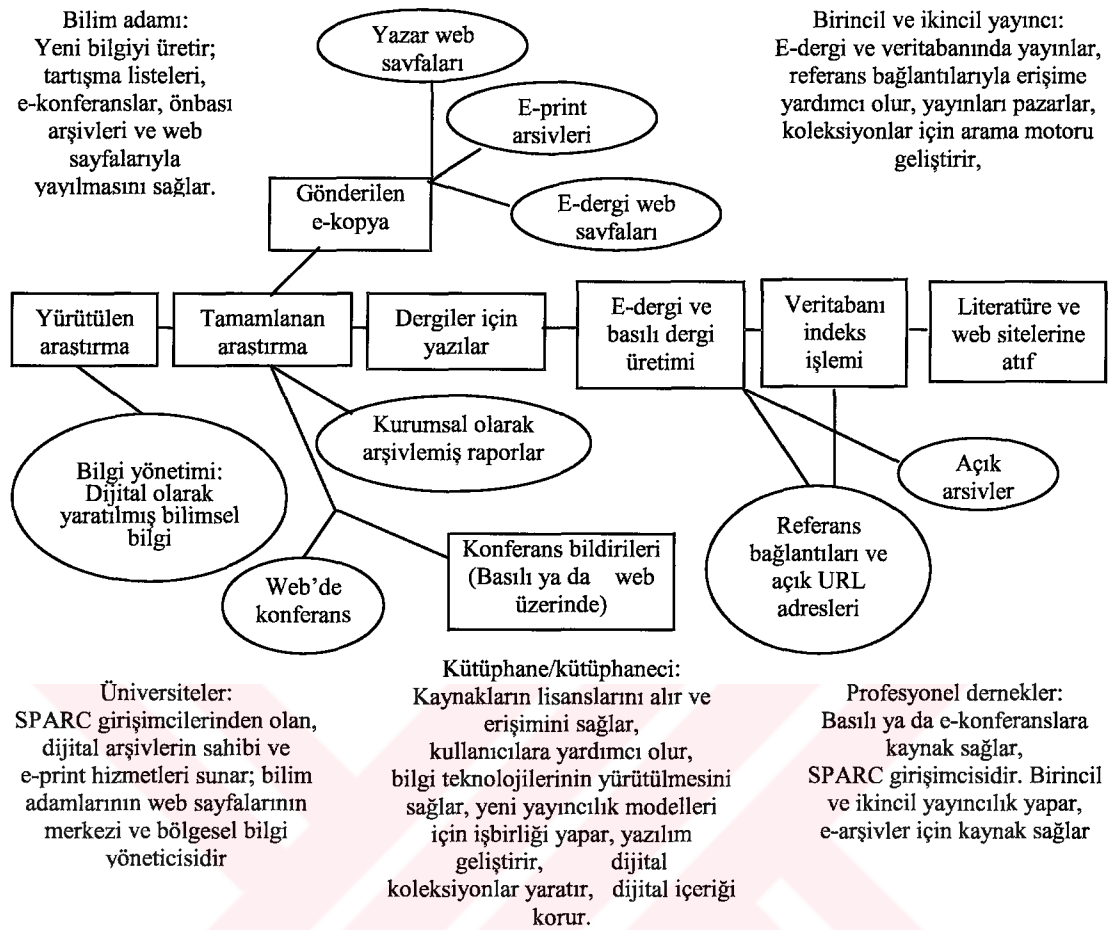 Bilim adamı:
Yeni bilgiyi üretir;
tartışma listeleri,
e-konferanslar, önbası
arşivleri ve web
sayfalarıyla
yayılmasını sağlar.
Yazar web
savfaları
E-print
arsivleri
E-dergi web
savfaları
Birincil ve ikincil yayıncı:
E-dergi ve veritabanında yayınlar,
referans bağlantılarıyla erişime
yardımcı olur, yayınları pazarlar,
koleksiyonlar için arama motoru
geliştirir,
Gönderilen
e-kopya
Yürütülen
arastırma
Tamamlanan
arastırma
Dergiler için
yazılar
E-dergi ve
basılı dergi
üretimi
Veritabanı
indeks
işlemi
Literatüre ve
web sitelerine
atıf
Bilgi yönetimi:
Dijital olarak
yaratılmış bilimsel
bilgi
Kurumsal olarak
arşivlemiş raporlar
Web'de
konferans
Konferans bildirileri
(Basılı ya da web
üzerinde)
Referans
bağlantıları ve
açık URL
adresleri
Açık
arsivler
Üniversiteler:
SPARC girişimcilerinden olan,
dijital arşivlerin sahibi ve
e-print hizmetleri sunar; bilim
adamlarının web sayfalarının
merkezi ve bölgesel bilgi
yöneticisidir
Kütüphane/kütüphaneci:
Kaynakların lisanslarını alır ve
erişimini sağlar,
kullanıcılara yardımcı olur,
bilgi teknolojilerinin yürütülmesini
sağlar, yeni yayıncılık modelleri
için işbirliği yapar, yazılım
geliştirir, dijital
koleksiyonlar yaratır, dijital içeriği
korur.
Profesyonel dernekler:
Basılı ya da e-konferanslara
kaynak sağlar,
SPARC girişimcisidir. Birincil
ve ikincil yayıncılık yapar,
e-arşivler için kaynak sağlar